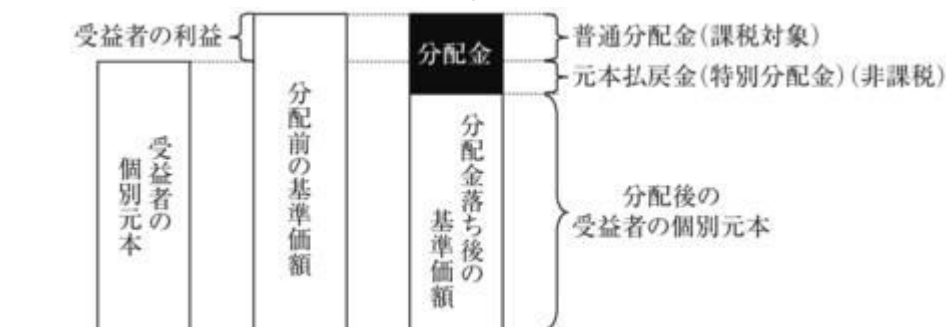 受益者の利益
分配金
普通分配金(課税対象)
元本払戻金(特別分配金)(非課税)
受益者の
個別元本
分配前の基準価額
分配金落ち後の
基準価額
分配後の
受益者の個別元本